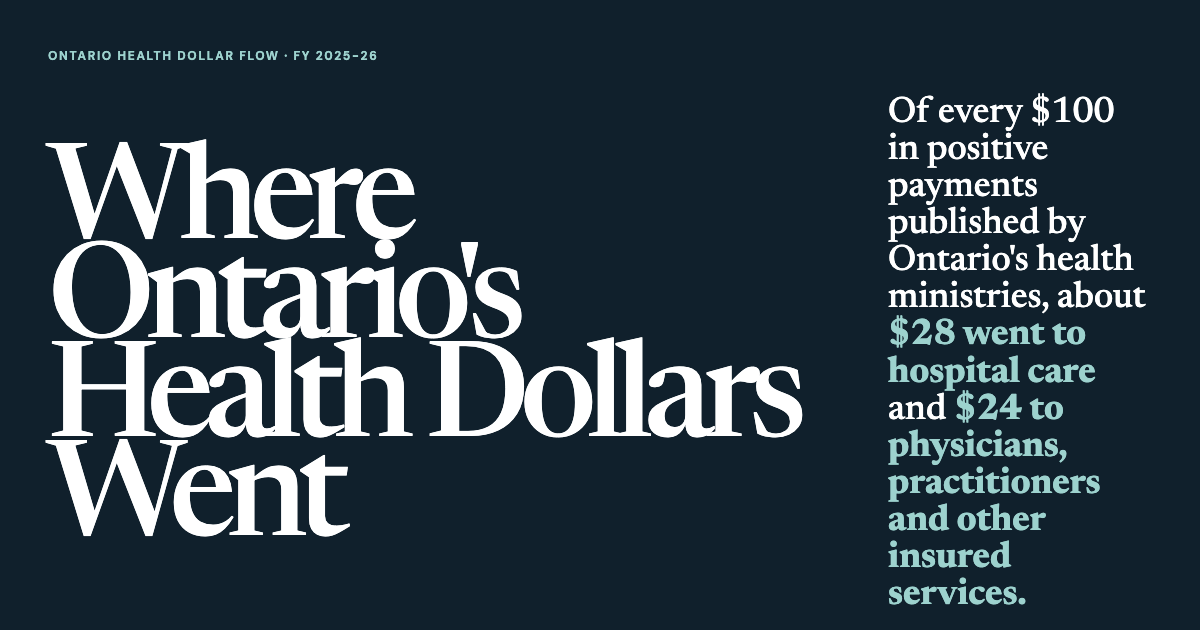 ONTARIO HEALTH DOLLAR FLOW · FY 2025–26
Where
Ontario's
Health Dollars
Went
Of every $100
in positive
payments
published by
Ontario's health
ministries, about
$28 went to
hospital care
and $24 to
physicians,
practitioners
and other
insured
services.